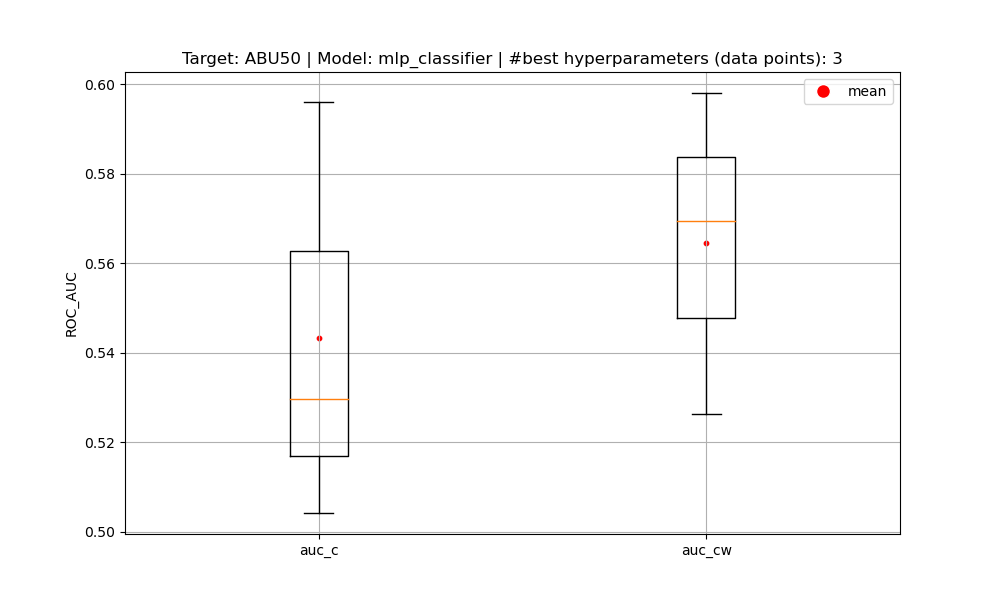 Target: ABU50 | Model: mlp_classifier | #best hyperparameters (data points): 3
mean
ROC_AUC
0.60
0.58
0.56
0.54
0.52
0.50
auc_c
auc_cw